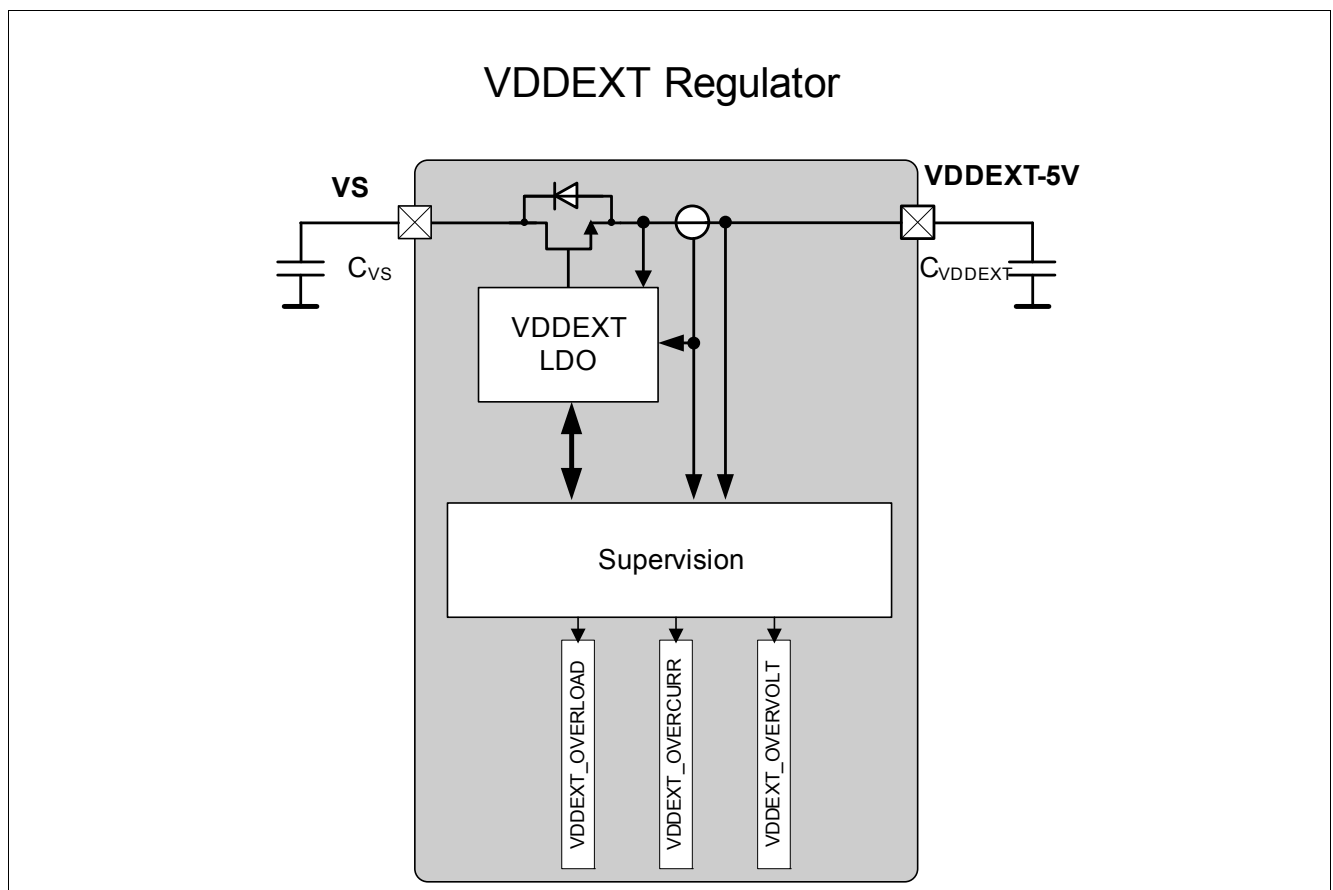 VDDEXT Regulator
VS
VDDEXT-5V
CVS
CVDDEXT
VDDEXT
LDO
Supervision
VDDEXT_OVERLOAD
VDDEXT_OVERCURR
VDDEXT_OVERVOLT